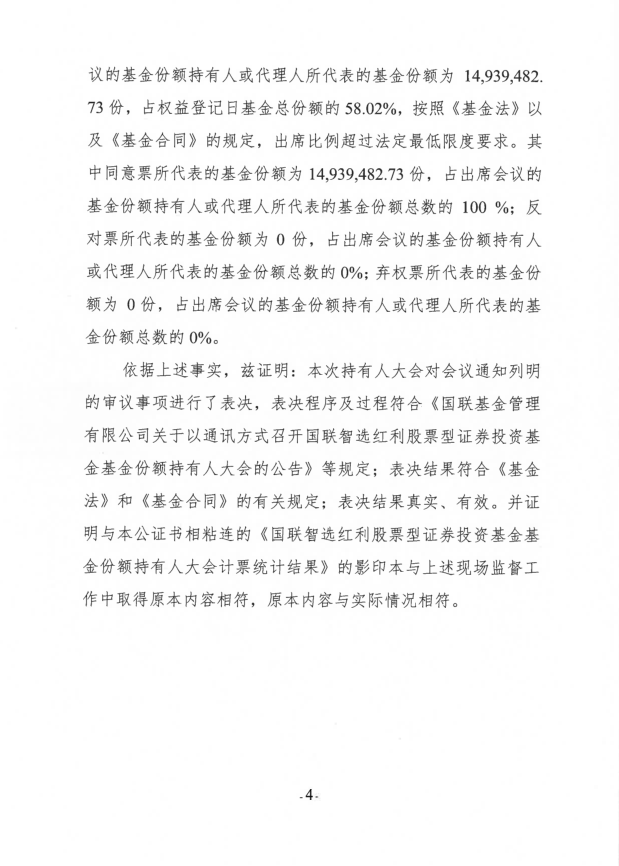 议的基金份额持有人或代理人所代表的基金份额为 14,939,482.
73 份，占权益登记日基金总份额的 58.02%，按照《基金法》以
及《基金合同》的规定，出席比例超过法定最低限度要求。其
中同意票所代表的基金份额为 14,939,482.73 份，占出席会议的
基金份额持有人或代理人所代表的基金份额总数的 100 %；反
对票所代表的基金份额为 0 份，占出席会议的基金份额持有人
或代理人所代表的基金份额总数的 0%；弃权票所代表的基金份
额为 0 份，占出席会议的基金份额持有人或代理人所代表的基
金份额总数的 0%。
依据上述事实，兹证明：本次持有人大会对会议通知列明
的审议事项进行了表决，表决程序及过程符合《国联基金管理
有限公司关于以通讯方式召开国联智选红利股票型证券投资基
金基金份额持有人大会的公告》等规定；表决结果符合《基金
法》和《基金合同》的有关规定；表决结果真实、有效。并证
明与本公证书相粘连的《国联智选红利股票型证券投资基金基
金份额持有人大会计票统计结果》的影印本与上述现场监督工
作中取得原本内容相符，原本内容与实际情况相符。
-4-